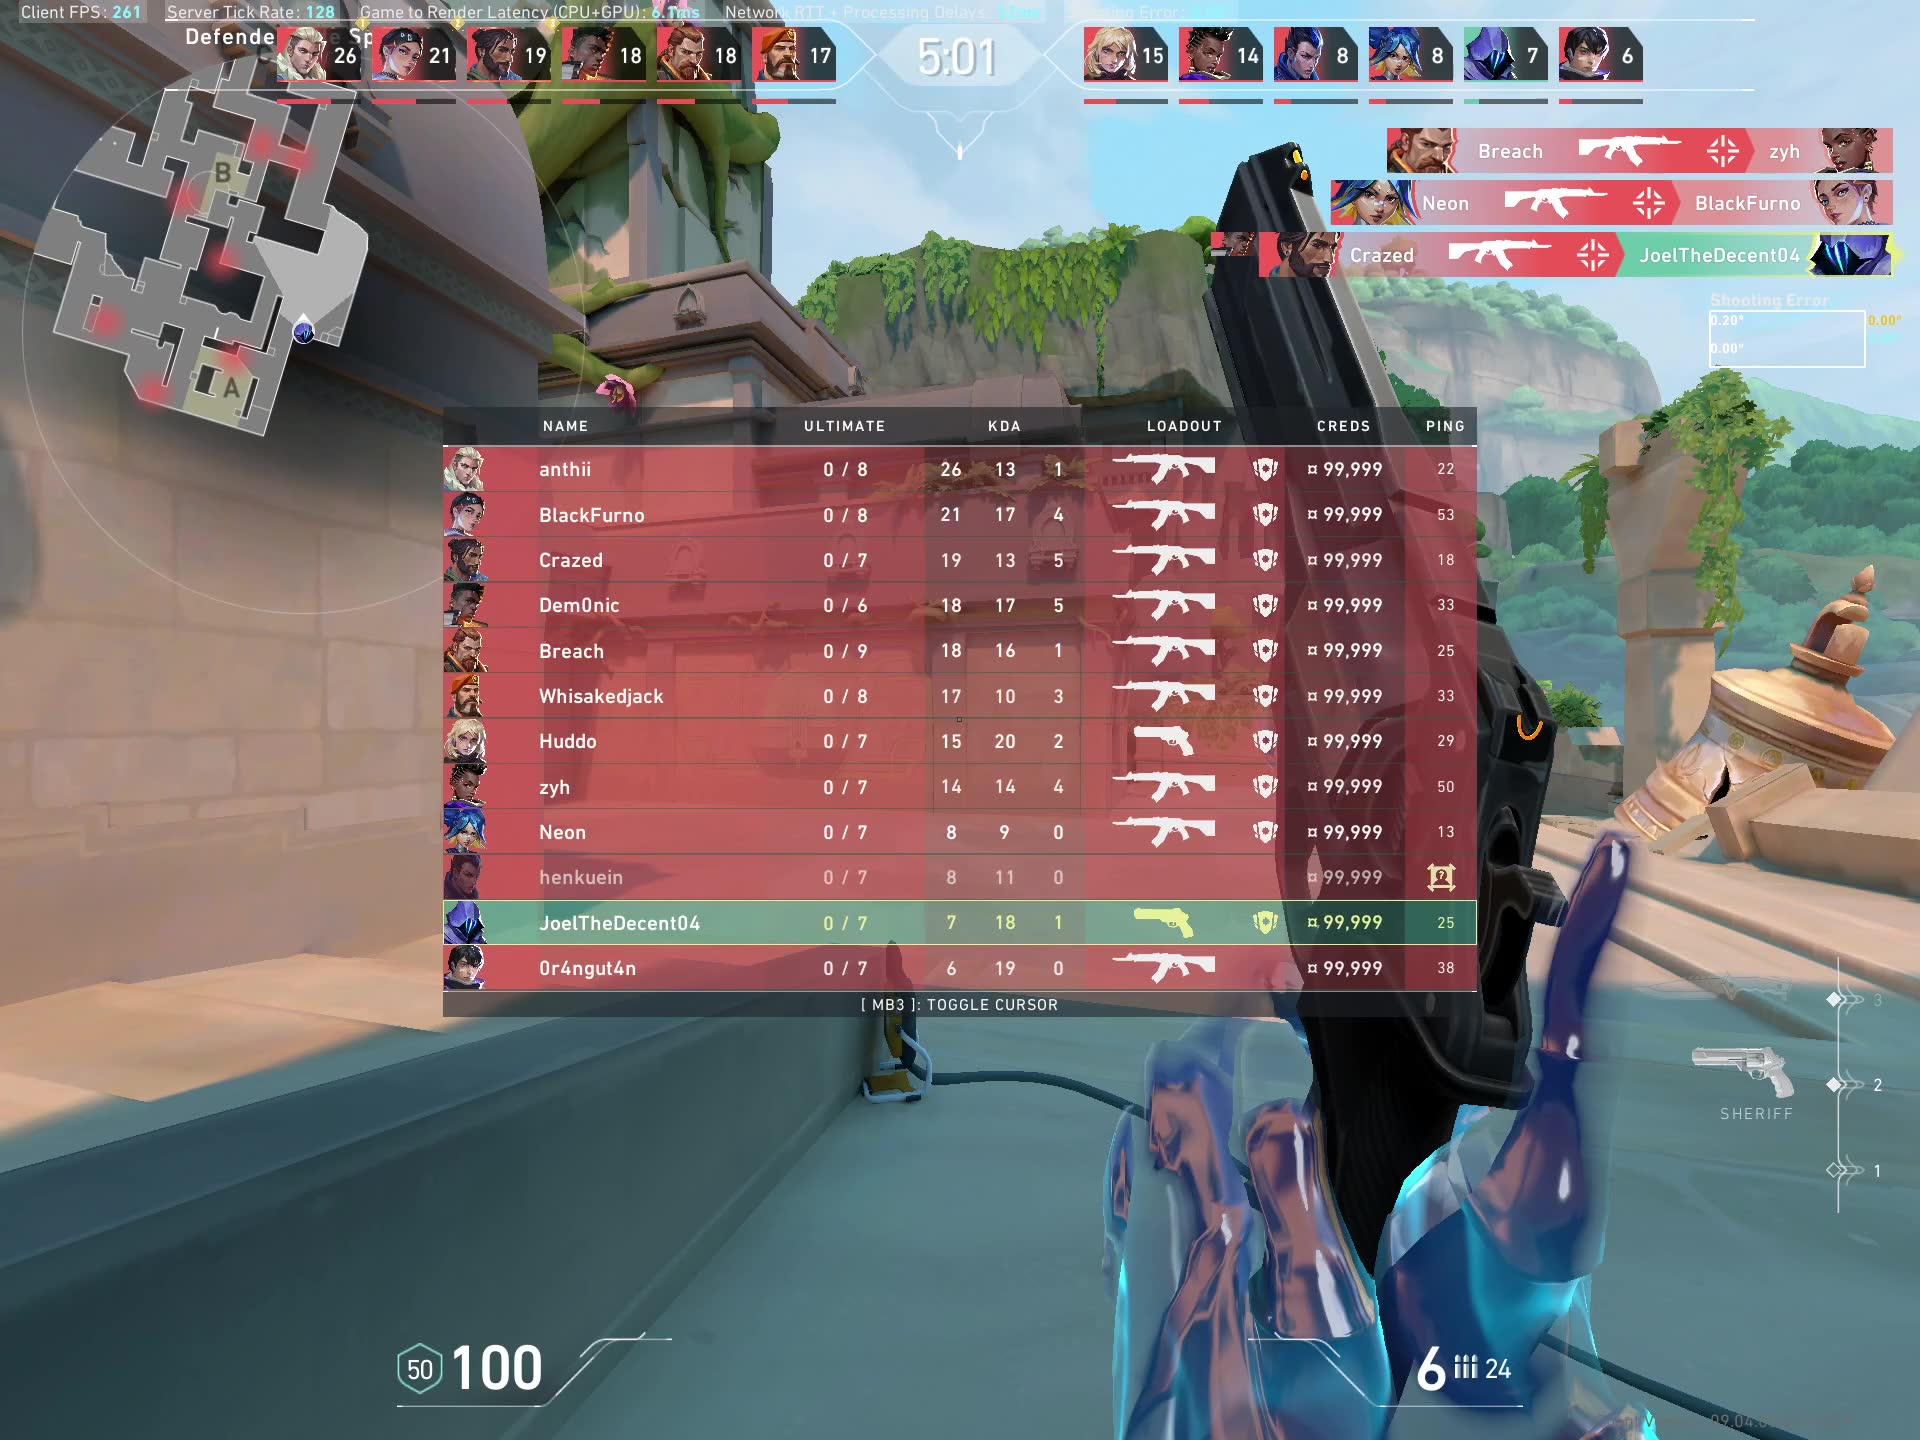 Client FPS: 261 Server Tick Rate: 128 Game to Render Latency (CPU+GPU): 6.1ms Network RTT + Processing Delays:
Defende Sp
26 21 19 18 18 17 5:01 15 14 8 8 7 6
B
A
Breach zyh
Neon BlackFurno
Crazed JoelTheDecent04
Shooting Error
0.20° 0.00°
0.00°
NAME ULTIMATE KDA LOADOUT CREDS PING
anthii 0 / 8 26 13 1 ¤ 99,999 22
BlackFurno 0 / 8 21 17 4 ¤ 99,999 53
Crazed 0 / 7 19 13 5 ¤ 99,999 18
Dem0nic 0 / 6 18 17 5 ¤ 99,999 33
Breach 0 / 9 18 16 1 ¤ 99,999 25
Whisakedjack 0 / 8 17 10 3 ¤ 99,999 33
Huddo 0 / 7 15 20 2 ¤ 99,999 29
zyh 0 / 7 14 14 4 ¤ 99,999 50
Neon 0 / 7 8 9 0 ¤ 99,999 13
henkuein 0 / 7 8 11 0 ¤ 99,999 ?
JoelTheDecent04 0 / 7 7 18 1 ¤ 99,999 25
0r4ngut4n 0 / 7 6 19 0 ¤ 99,999 38
[ MB3 ]: TOGGLE CURSOR
3
2
SHERIFF
1
50 100
6 24